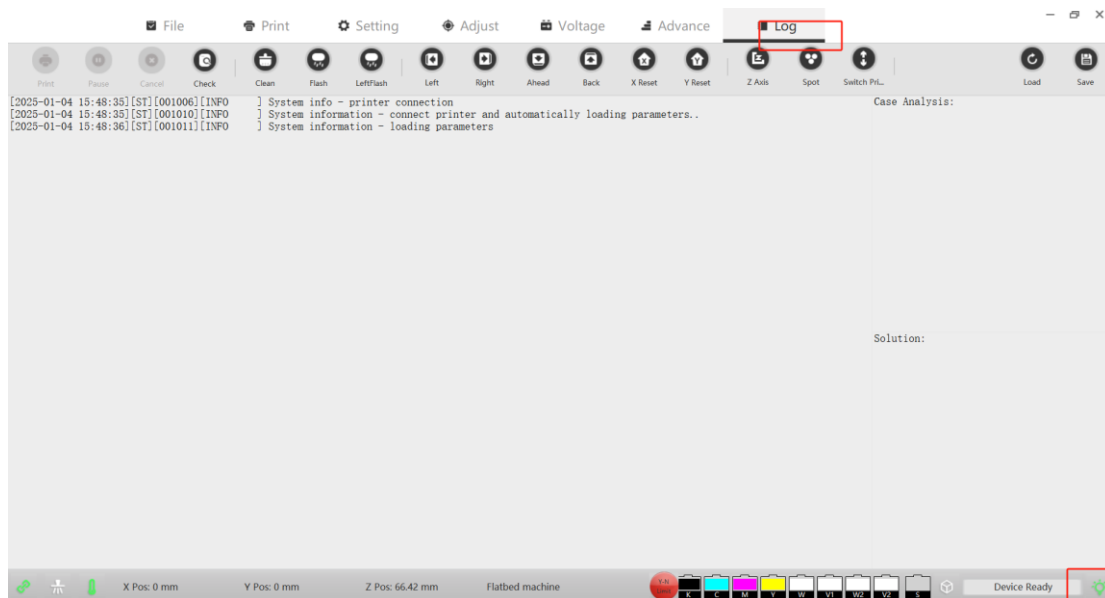 File Print Setting Adjust Voltage Advance Log
Print Pause Cancel Check Clean Flash LeftFlash Left Right Ahead Back X Reset Y Reset Z Axis Spot Switch Pri... Load Save
[2025-01-04 15:48:35][ST][001006][INFO ] System info - printer connection
[2025-01-04 15:48:35][ST][001010][INFO ] System information - connect printer and automatically loading parameters..
[2025-01-04 15:48:36][ST][001011][INFO ] System information - loading parameters
Case Analysis:
Solution:
X Pos: 0 mm Y Pos: 0 mm Z Pos: 66.42 mm Flatbed machine Y-N K C M Y W V1 W2 V2 S Device Ready